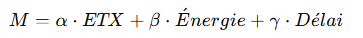 M = α · ETX + β · Énergie + γ · Délai